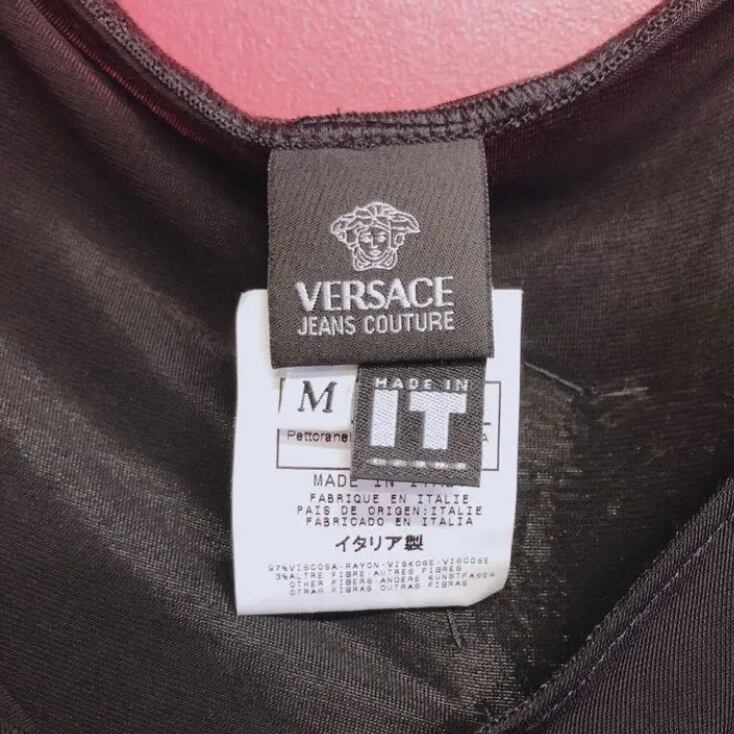 VERSACE
JEANS COUTURE
M
MADE IN
IT
MADE IN
FABRIQUE EN ITALIE
PAIS DE ORIGEN:ITALIE
FABRICADO EN ITALIA
イタリア製
97%VISCOSA-RAYON-VISKOSE-VISCOSE
3%ALTRE FIBRE-AUTRES FIBRES
OTHER FIBERS-ANDERE KUNSTFASER
OTRAS FIBRAS OUTRAS FIBRAS